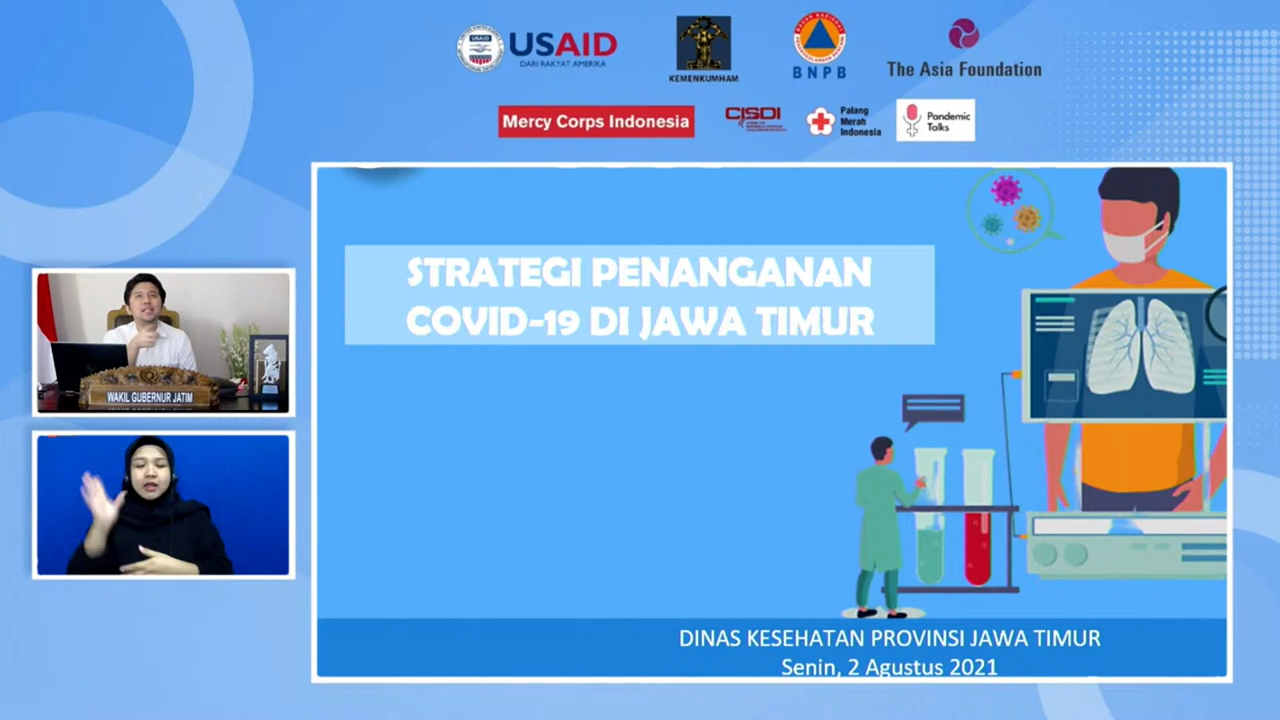 USAID
DARI RAKYAT AMERIKA
KEMENKUMHAM
BNPB
The Asia Foundation
Mercy Corps Indonesia
CISDI
Palang
Merah
Indonesia
Pandemic
Talks
STRATEGI PENANGANAN
COVID-19 DI JAWA TIMUR
WAKIL GUBERNUR JATIM
DINAS KESEHATAN PROVINSI JAWA TIMUR
Senin, 2 Agustus 2021